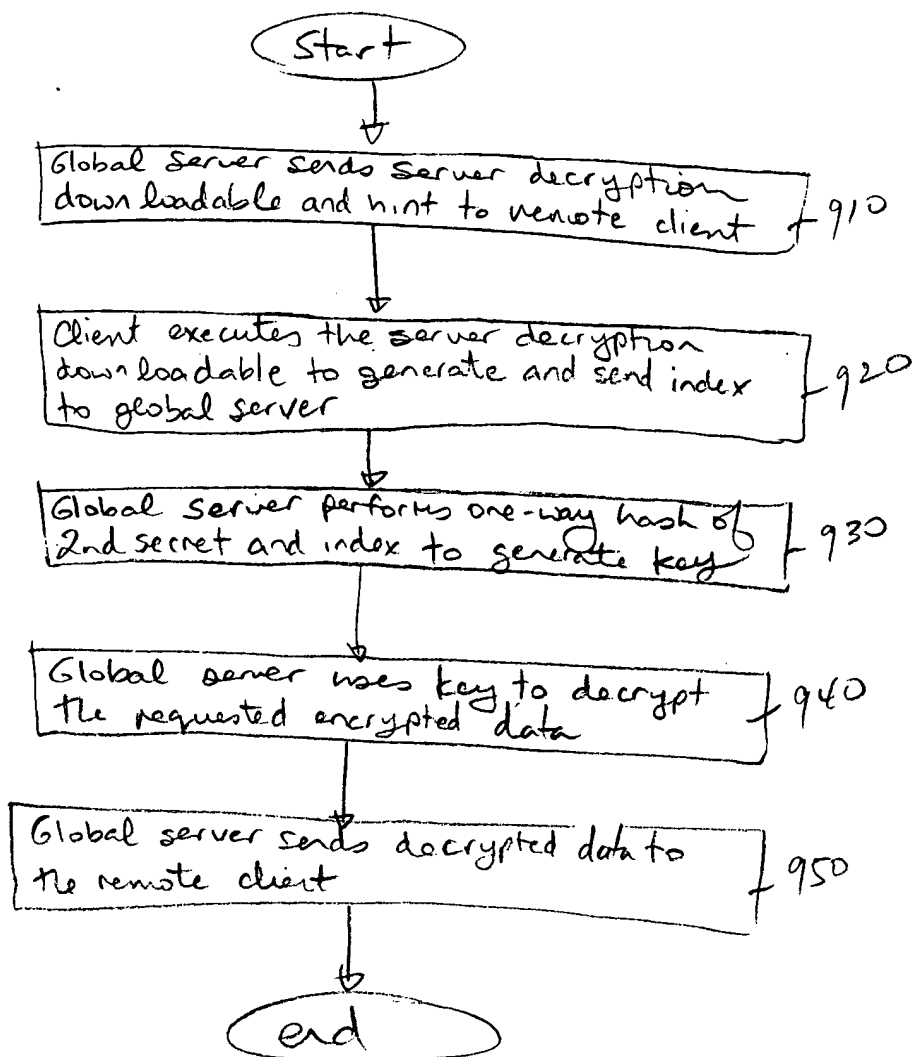 Start
Global Server sends server decryption
downloadable and hint to remote client
910
Client executes the server decryption
downloadable to generate and send index
to global server
920
Global Server performs one-way hash of
2nd secret and index to generate key
930
Global server uses key to decrypt
the requested encrypted data
940
Global server sends decrypted data to
the remote client
950
end